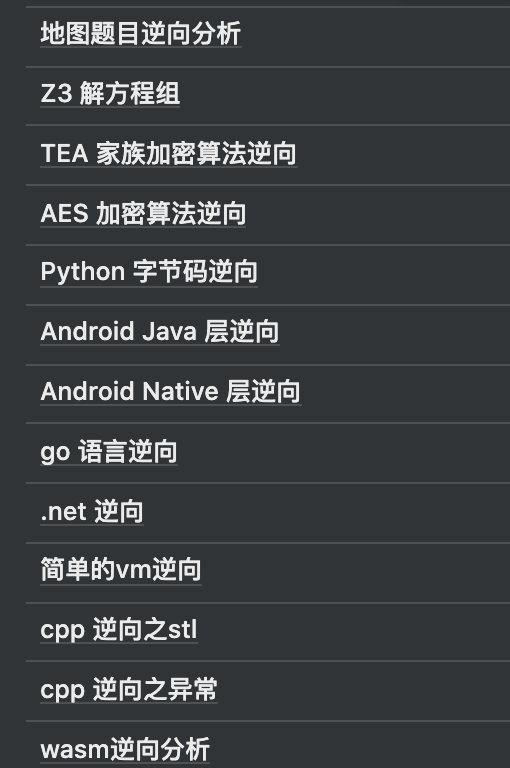 地图题目逆向分析
Z3 解方程组
TEA 家族加密算法逆向
AES 加密算法逆向
Python 字节码逆向
Android Java 层逆向
Android Native 层逆向
go 语言逆向
.net 逆向
简单的vm逆向
cpp 逆向之stl
cpp 逆向之异常
wasm逆向分析